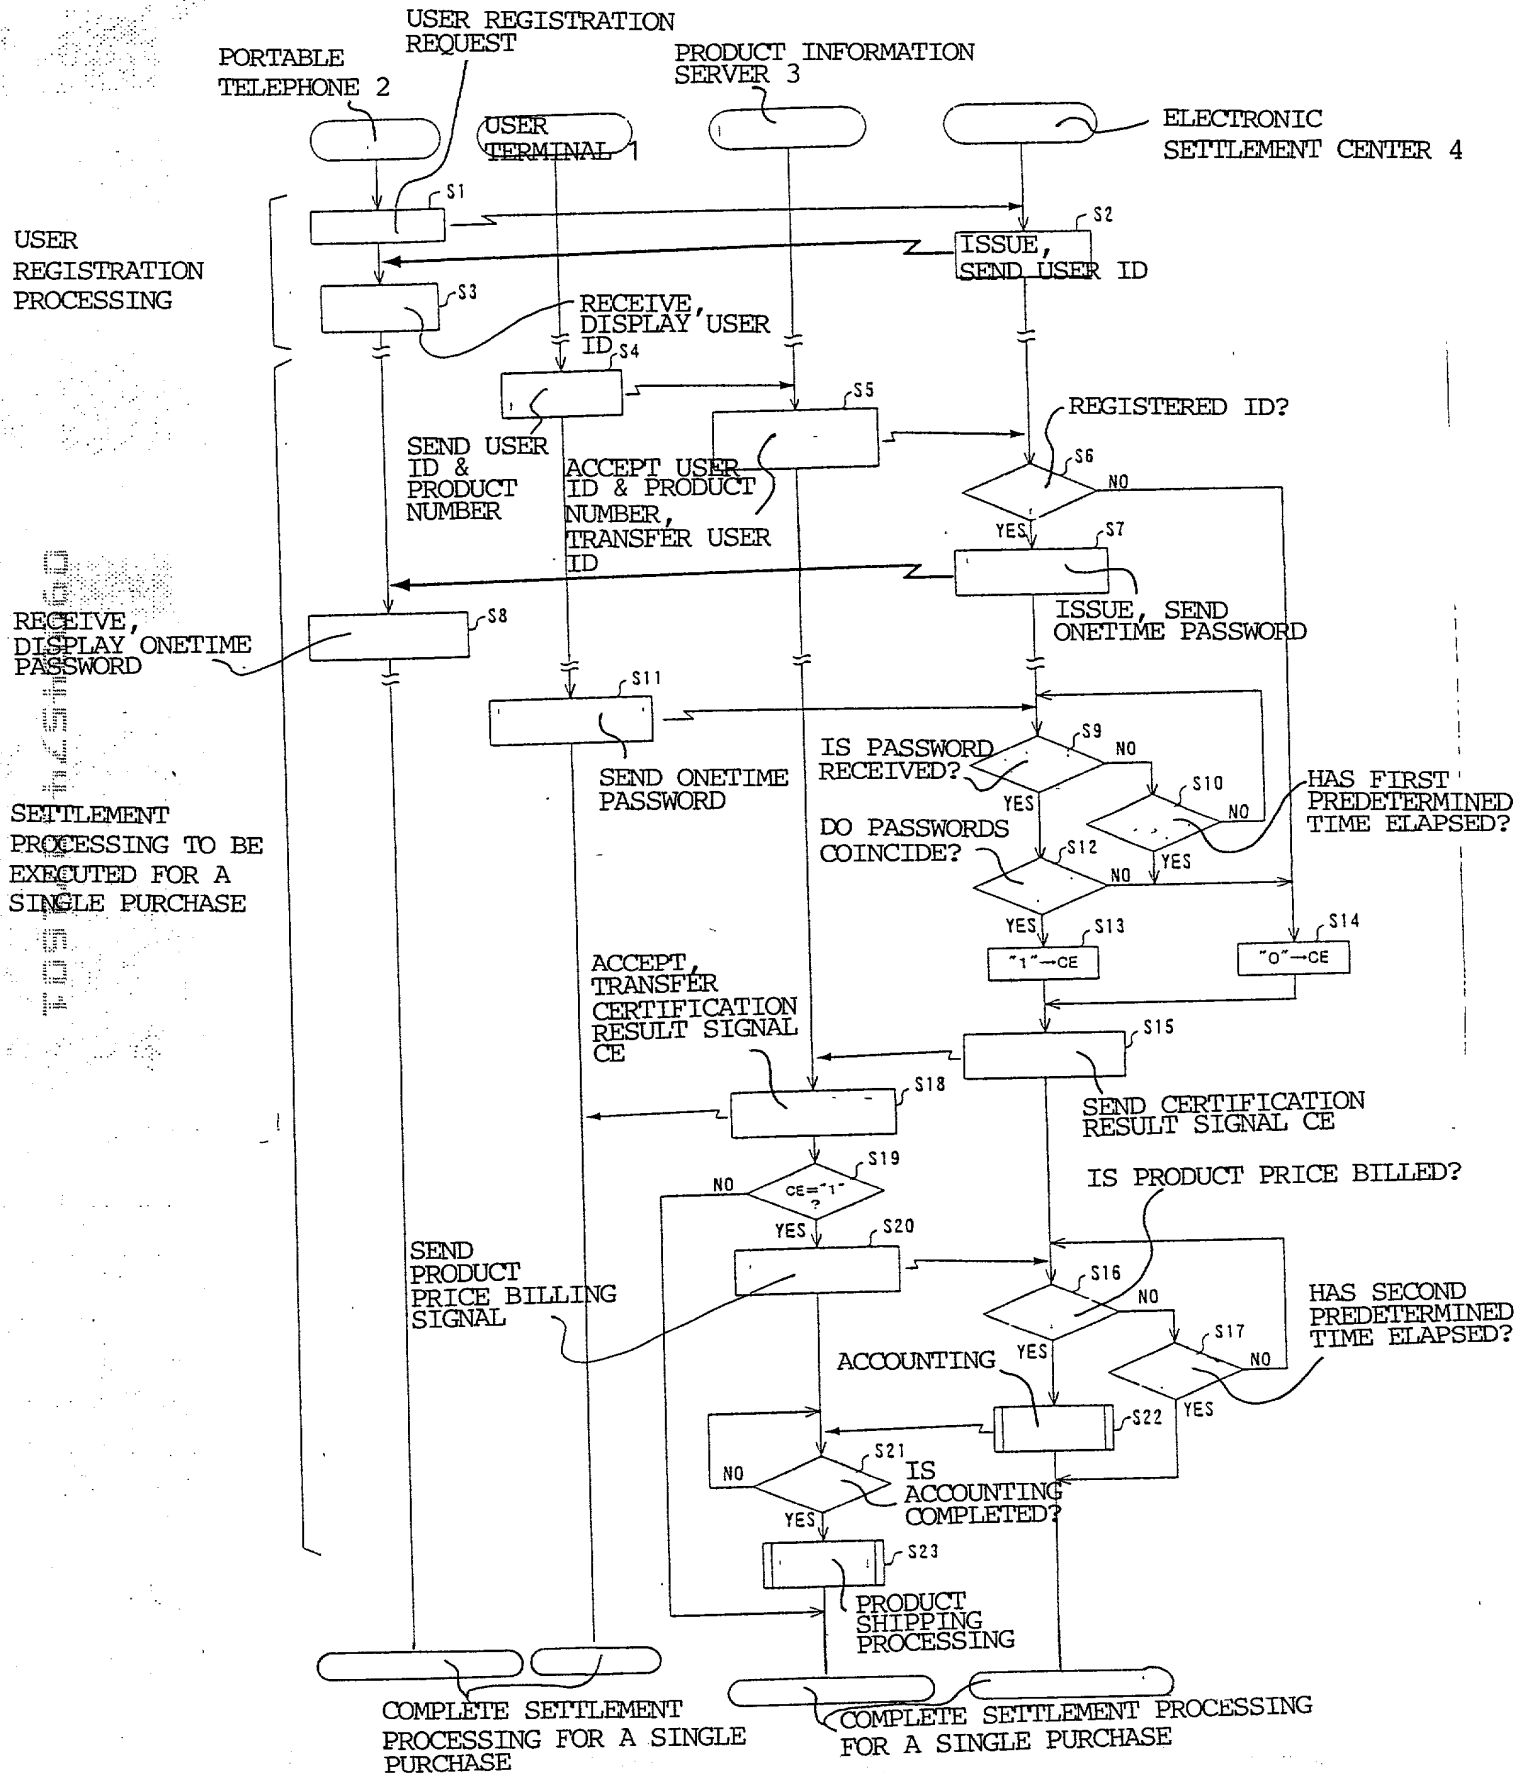 USER REGISTRATION
REQUEST
PORTABLE
TELEPHONE 2
PRODUCT INFORMATION
SERVER 3
USER
TERMINAL 1
ELECTRONIC
SETTLEMENT CENTER 4
S1
S2
USER
REGISTRATION
PROCESSING
ISSUE,
SEND USER ID
S3
RECEIVE,
DISPLAY USER
ID
S4
S5
REGISTERED ID?
SEND USER
ID &
PRODUCT
NUMBER
ACCEPT USER
ID & PRODUCT
NUMBER,
TRANSFER USER
ID
S6
NO
YES
S7
ISSUE, SEND
ONETIME PASSWORD
RECEIVE,
DISPLAY ONETIME
PASSWORD
S8
S11
SEND ONETIME
PASSWORD
IS PASSWORD
RECEIVED?
S9
NO
YES
S10
NO
YES
HAS FIRST
PREDETERMINED
TIME ELAPSED?
SETTLEMENT
PROCESSING TO BE
EXECUTED FOR A
SINGLE PURCHASE
DO PASSWORDS
COINCIDE?
S12
NO
YES
S13
"1"→CE
S14
"0"→CE
ACCEPT,
TRANSFER
CERTIFICATION
RESULT SIGNAL
CE
S15
SEND CERTIFICATION
RESULT SIGNAL CE
S18
S19
NO
CE="1"
?
YES
IS PRODUCT PRICE BILLED?
S20
SEND
PRODUCT
PRICE BILLING
SIGNAL
S16
NO
YES
S17
NO
YES
HAS SECOND
PREDETERMINED
TIME ELAPSED?
ACCOUNTING
S22
S21
NO
YES
IS
ACCOUNTING
COMPLETED?
S23
PRODUCT
SHIPPING
PROCESSING
COMPLETE SETTLEMENT
PROCESSING FOR A SINGLE
PURCHASE
COMPLETE SETTLEMENT PROCESSING
FOR A SINGLE PURCHASE